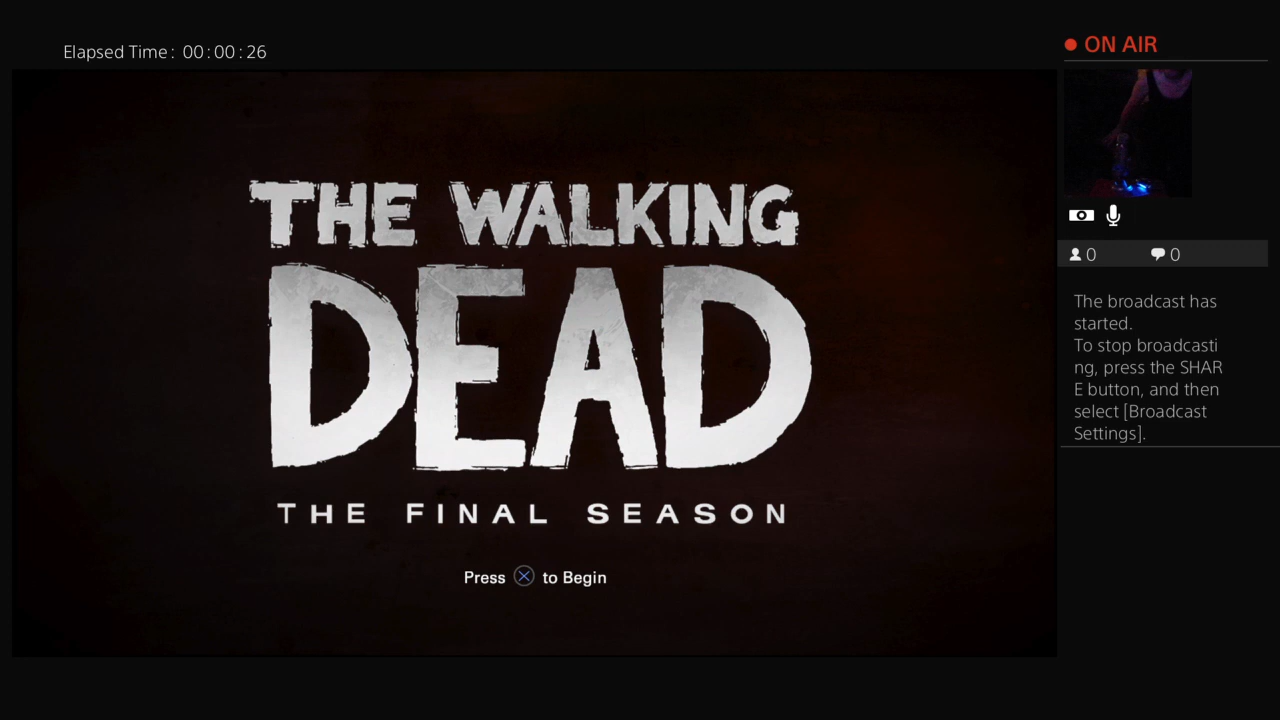 Elapsed Time: 00:00:26
ON AIR
THE WALKING
DEAD
THE FINAL SEASON
Press to Begin
0
0
The broadcast has
started.
To stop broadcasti
ng, press the SHAR
E button, and then
select [Broadcast
Settings].